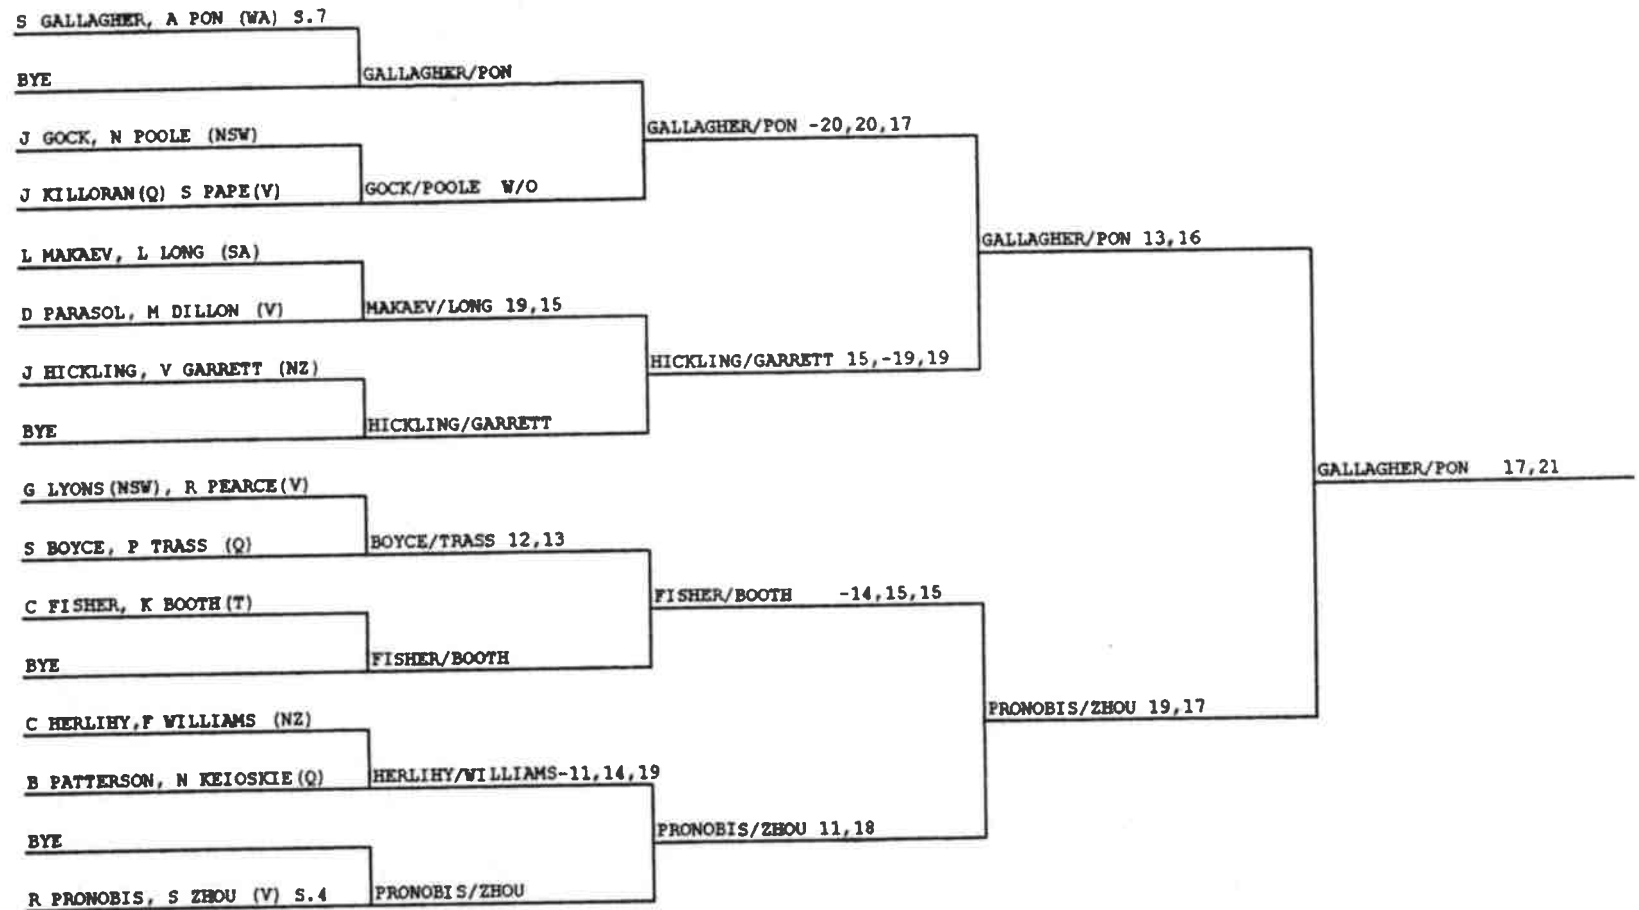 S GALLAGHER, A PON (WA) S.7
BYE
GALLAGHER/PON
J GOCK, N POOLE (NSW)
GALLAGHER/PON -20,20,17
J KILLORAN(Q) S PAPE(V)
GOCK/POOLE W/O
L MAKAEV, L LONG (SA)
GALLAGHER/PON 13,16
D PARASOL, M DILLON (V)
MAKAEV/LONG 19,15
J HICKLING, V GARRETT (NZ)
HICKLING/GARRETT 15,-19,19
BYE
HICKLING/GARRETT
GALLAGHER/PON 17,21
G LYONS(NSW), R PEARCE(V)
S BOYCE, P TRASS (Q)
BOYCE/TRASS 12,13
C FISHER, K BOOTH(T)
FISHER/BOOTH -14,15,15
BYE
FISHER/BOOTH
C HERLIHY,F WILLIAMS (NZ)
PRONOBIS/ZHOU 19,17
B PATTERSON, N KEIOSKIE(Q)
HERLIHY/WILLIAMS-11,14,19
BYE
PRONOBIS/ZHOU 11,18
R PRONOBIS, S ZHOU (V) S.4
PRONOBIS/ZHOU